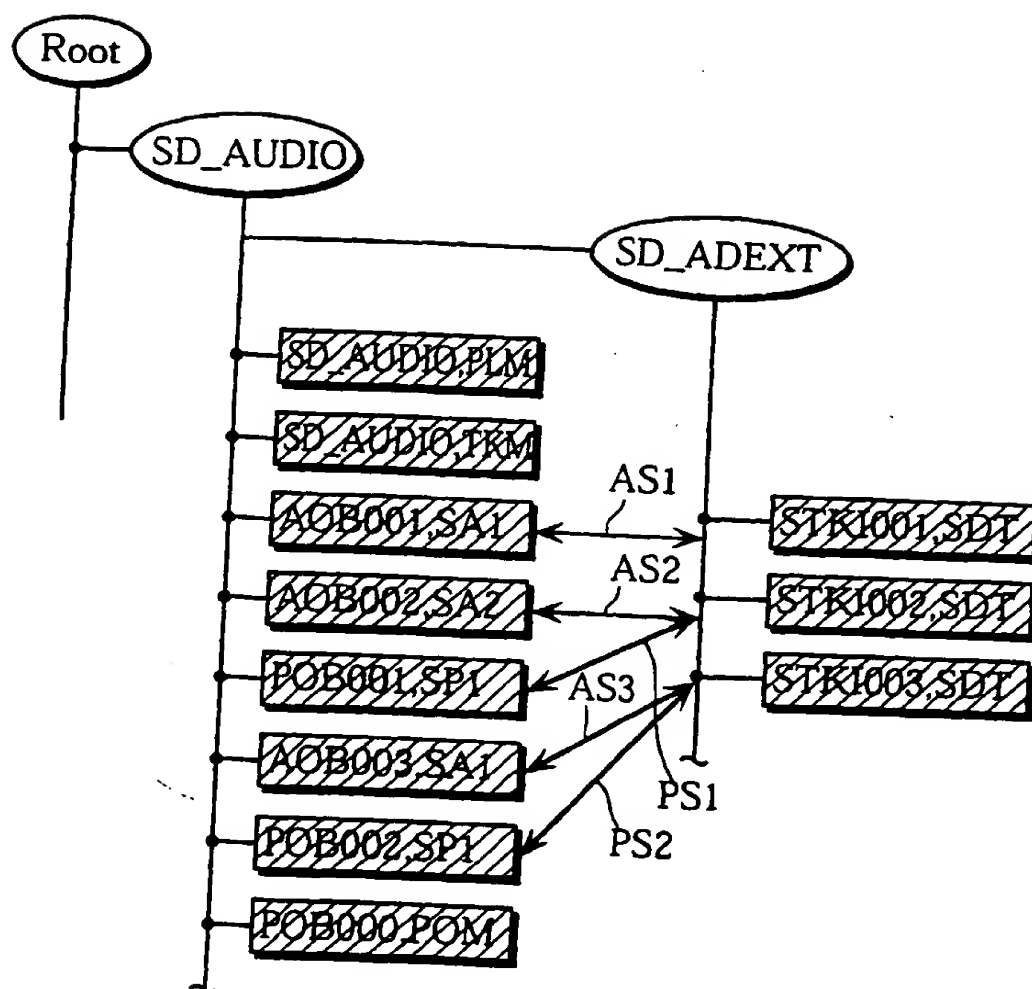 Root
SD_AUDIO
SD_ADEXT
SD_AUDIO,PLM
SD_AUDIO,TKM
AOB001,SA1
AS1
STKI001,SDT
AOB002,SA2
AS2
STKI002,SDT
POB001,SP1
AS3
STKI003,SDT
AOB003,SA1
PS1
POB002,SP1
PS2
POB000,POM